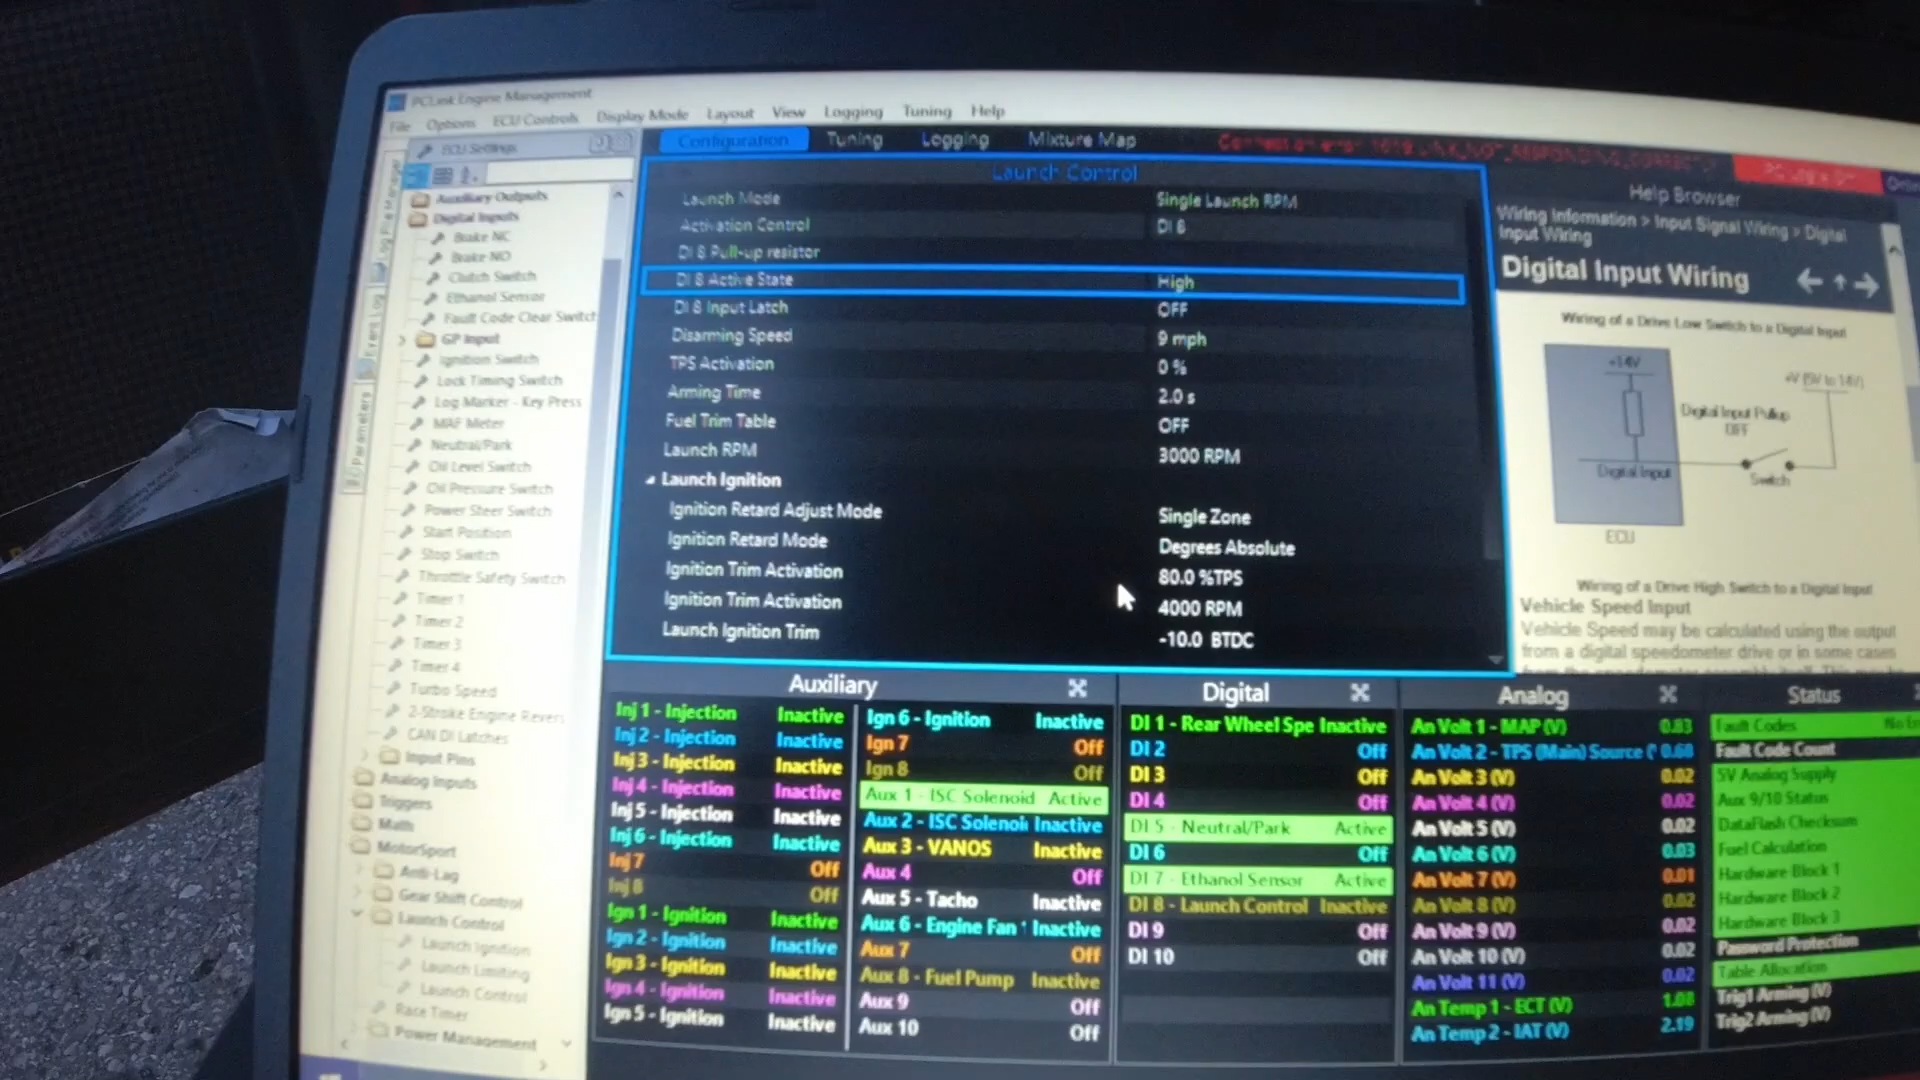 PCLink Engine Management
File Options ECU Controls Display Mode Layout View Logging Tuning Help
ECU Settings
Configuration Tuning Logging Mixture Map
Launch Control
Launch Mode Single Launch RPM
Activation Control DI 8
DI 8 Pull-up resistor
DI 8 Active State High
DI 8 Input Latch OFF
Disarming Speed 9 mph
TPS Activation 0 %
Arming Time 2.0 s
Fuel Trim Table OFF
Launch RPM 3000 RPM
Launch Ignition
Ignition Retard Adjust Mode Single Zone
Ignition Retard Mode Degrees Absolute
Ignition Trim Activation 80.0 %TPS
Ignition Trim Activation 4000 RPM
Launch Ignition Trim -10.0 BTDC
Auxiliary Outputs
Digital Inputs
Brake NC
Brake NO
Clutch Switch
Ethanol Sensor
Fault Code Clear Switch
GP Input
Ignition Switch
Lock Timing Switch
Log Marker - Key Press
MAF Meter
Neutral/Park
Oil Level Switch
Oil Pressure Switch
Power Steer Switch
Start Position
Stop Switch
Throttle Safety Switch
Timer 1
Timer 2
Timer 3
Timer 4
Turbo Speed
2-Stroke Engine Revers
CAN DI Latches
Input Pins
Analog Inputs
Triggers
Math
MotorSport
Anti-Lag
Gear Shift Control
Launch Control
Launch Ignition
Launch Limiting
Launch Control
Race Timer
Power Management
Event Log
Parameters
Help Browser
Wiring Information > Input Signal Wiring > Digital
Input Wiring
Digital Input Wiring
Wiring of a Drive Low Switch to a Digital Input
+14V
+V (5V to 14V)
Digital Input Pullup
OFF
Digital Input
Switch
ECU
Wiring of a Drive High Switch to a Digital Input
Vehicle Speed Input
Vehicle Speed may be calculated using the output
from a digital speedometer drive or in some cases
Auxiliary
Inj 1 - Injection Inactive
Inj 2 - Injection Inactive
Inj 3 - Injection Inactive
Inj 4 - Injection Inactive
Inj 5 - Injection Inactive
Inj 6 - Injection Inactive
Inj 7 Off
Inj 8 Off
Ign 1 - Ignition Inactive
Ign 2 - Ignition Inactive
Ign 3 - Ignition Inactive
Ign 4 - Ignition Inactive
Ign 5 - Ignition Inactive
Ign 6 - Ignition Inactive
Ign 7 Off
Ign 8 Off
Aux 1 - ISC Solenoid Active
Aux 2 - ISC Solenoi Inactive
Aux 3 - VANOS Inactive
Aux 4 Off
Aux 5 - Tacho Inactive
Aux 6 - Engine Fan Inactive
Aux 7 Off
Aux 8 - Fuel Pump Inactive
Aux 9 Off
Aux 10 Off
Digital
DI 1 - Rear Wheel Spe Inactive
DI 2 Off
DI 3 Off
DI 4 Off
DI 5 - Neutral/Park Active
DI 6 Off
DI 7 - Ethanol Sensor Active
DI 8 - Launch Control Inactive
DI 9 Off
DI 10 Off
Analog
An Volt 1 - MAP (V) 0.83
An Volt 2 - TPS (Main) Source (' 0.68
An Volt 3 (V) 0.02
An Volt 4 (V) 0.02
An Volt 5 (V) 0.02
An Volt 6 (V) 0.03
An Volt 7 (V) 0.01
An Volt 8 (V) 0.02
An Volt 9 (V) 0.02
An Volt 10 (V) 0.02
An Volt 11 (V) 0.02
An Temp 1 - ECT (V) 1.08
An Temp 2 - IAT (V) 2.19
Status
Fault Codes
Fault Code Count
5V Analog Supply
Aux 9/10 Status
DataFlash Checksum
Fuel Calculation
Hardware Block 1
Hardware Block 2
Hardware Block 3
Password Protection
Table Allocation
Trig1 Arming (V)
Trig2 Arming (V)